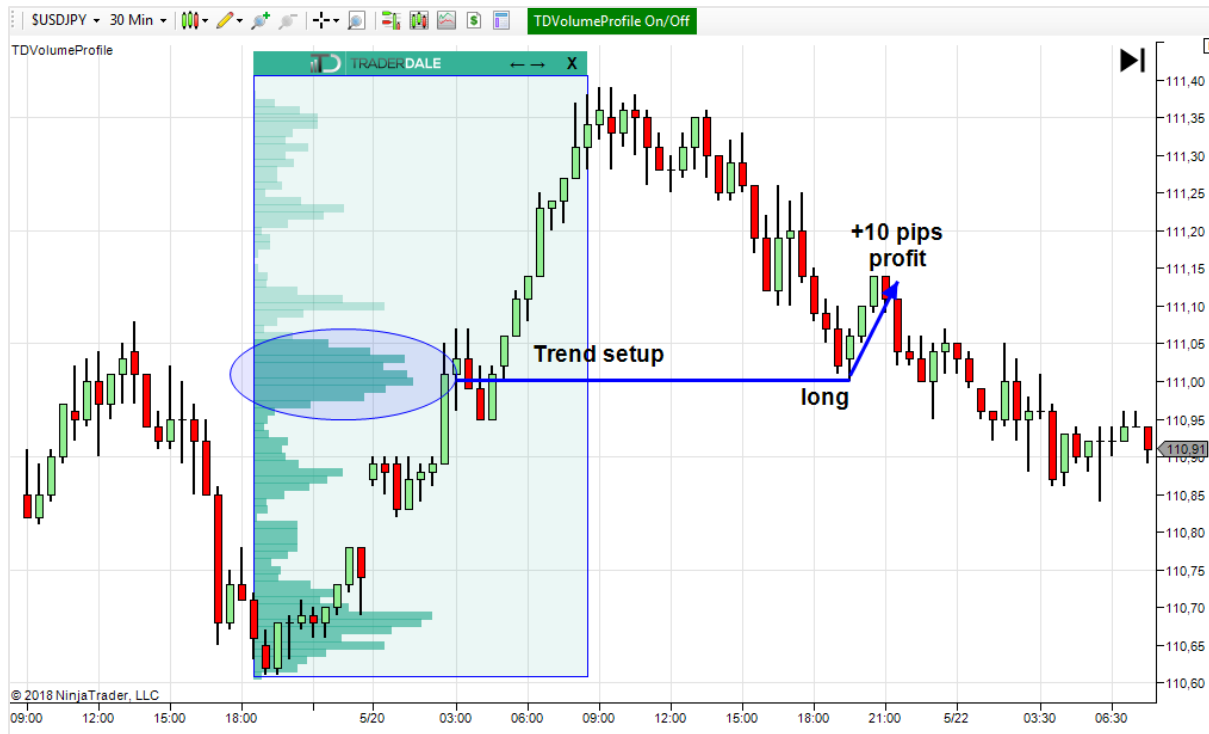 $USDJPY 30 Min TDVolumeProfile On/Off
TDVolumeProfile
TD TRADERDALE ← → X
111,40
111,35
111,30
111,25
+10 pips
profit
111,20
111,15
111,10
Trend setup
111,05
long
111,00
110,95
110,91
110,90
110,85
110,80
110,75
110,70
110,65
110,60
© 2018 NinjaTrader, LLC
09:00 12:00 15:00 18:00 5/20 03:00 06:00 09:00 12:00 15:00 18:00 21:00 5/22 03:30 06:30